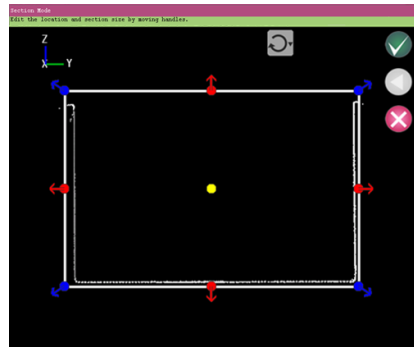 Section Mode
Edit the location and section size by moving handles.
Z
X Y